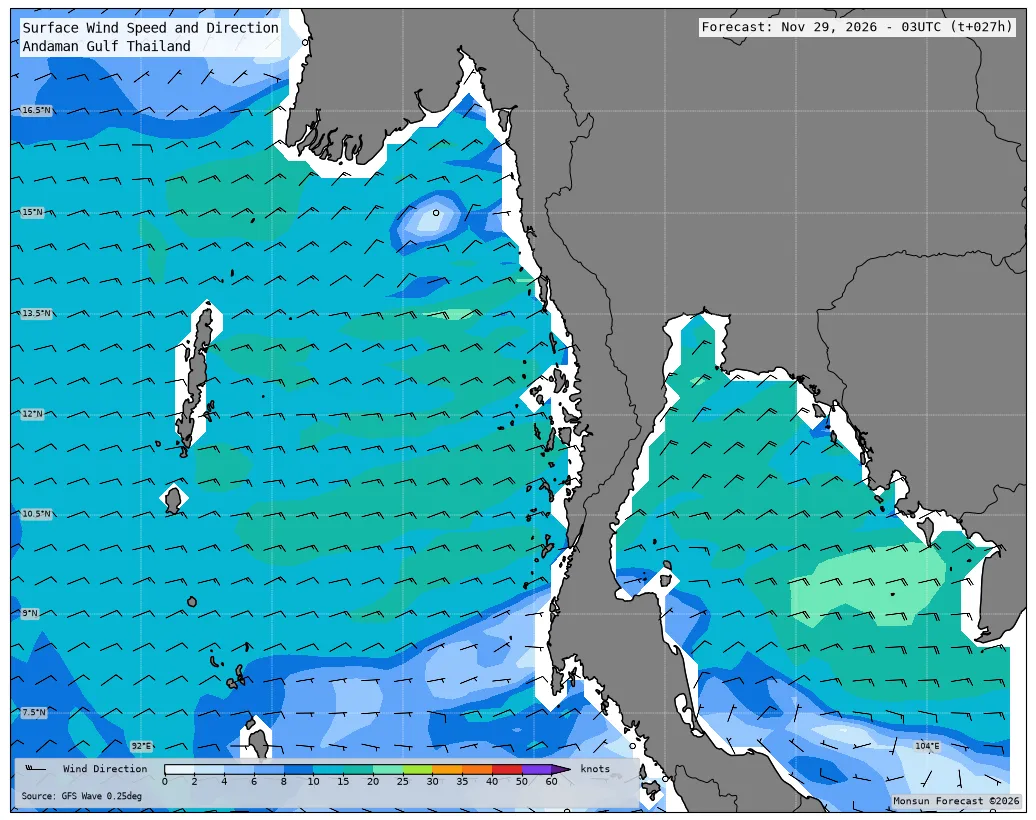 Surface Wind Speed and Direction
Andaman Gulf Thailand
Forecast: Nov 29, 2026 - 03UTC (t+027h)
16.5°N
15°N
13.5°N
12°N
10.5°N
9°N
7.5°N
92°E
104°E
Wind Direction
0 2 4 6 8 10 15 20 25 30 35 40 50 60
knots
Source: GFS Wave 0.25deg
Monsun Forecast ©2026